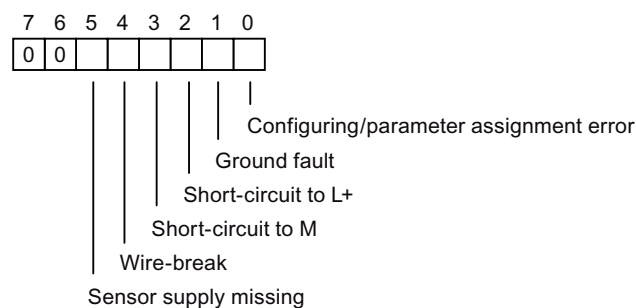 7 6 5 4 3 2 1 0
0 0
Configuring/parameter assignment error
Ground fault
Short-circuit to L+
Short-circuit to M
Wire-break
Sensor supply missing